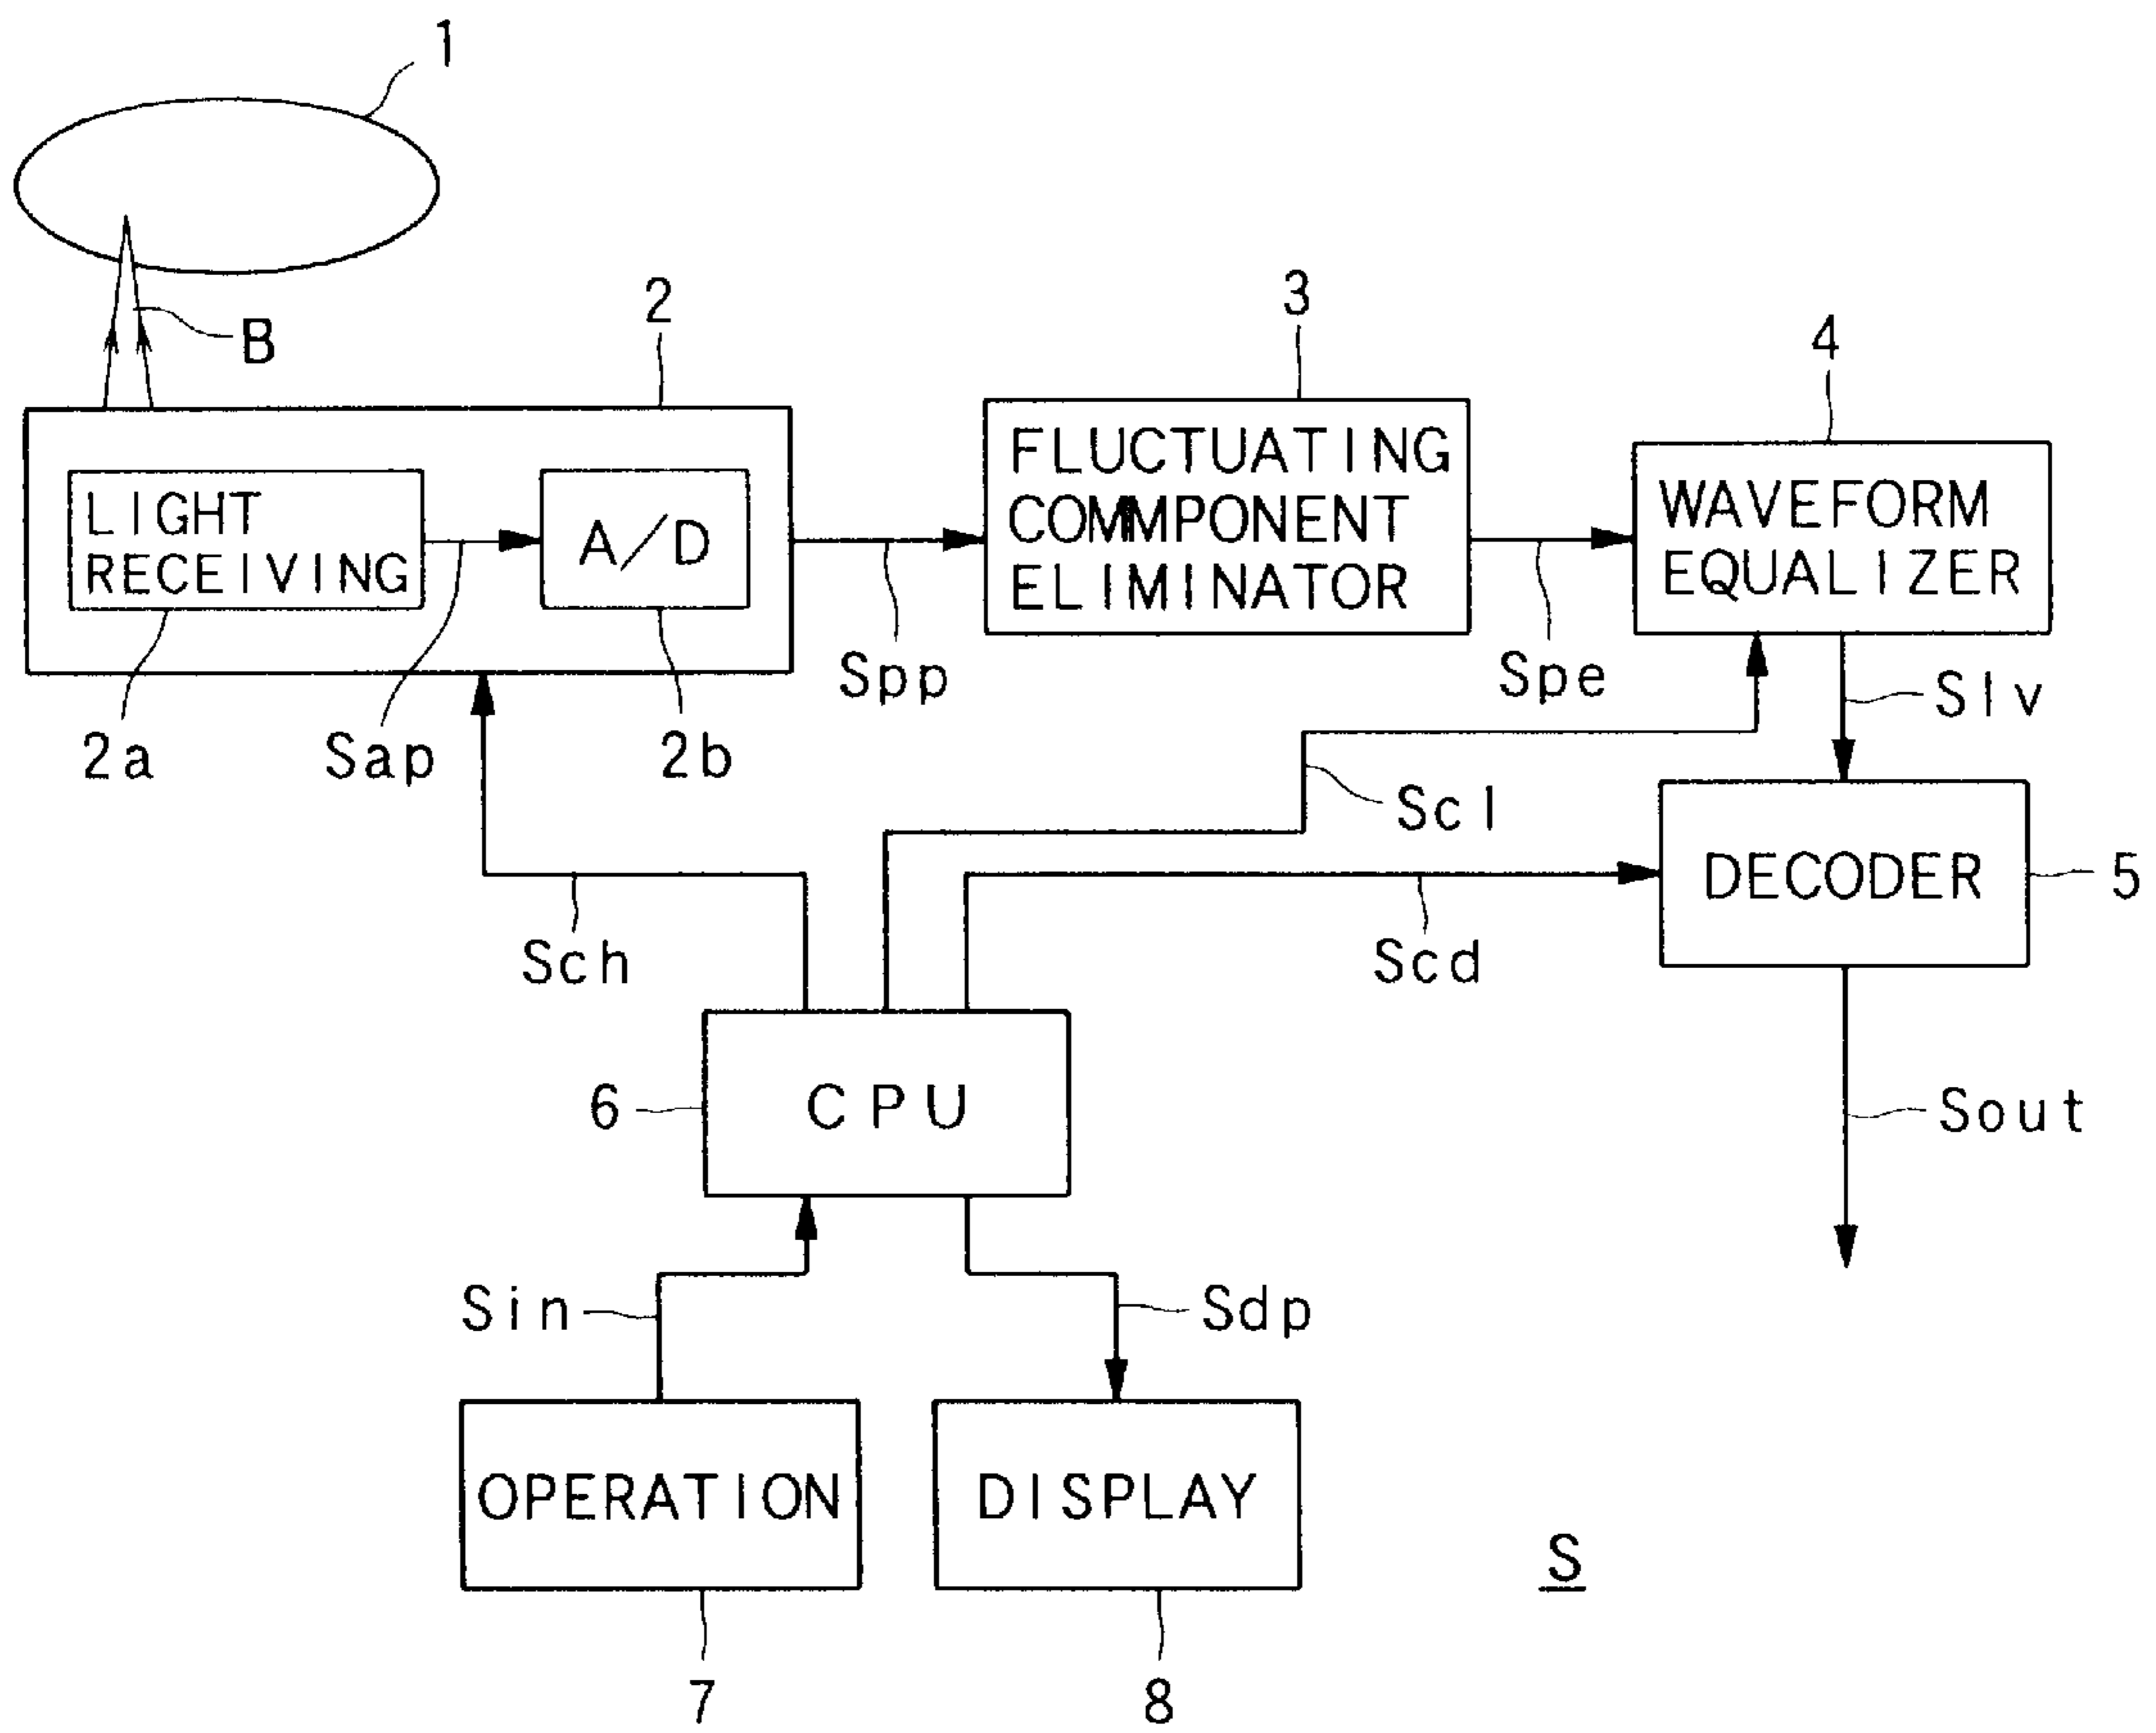 1
B
2
3
4
LIGHT
RECEIVING
A/D
FLUCTUATING
COMMPONENT
ELIMINATOR
WAVEFORM
EQUALIZER
2a
Sap
2b
Spp
Spe
Slv
Scl
DECODER
5
Sch
Scd
6
CPU
Sout
Sin
Sdp
OPERATION
DISPLAY
S
7
8